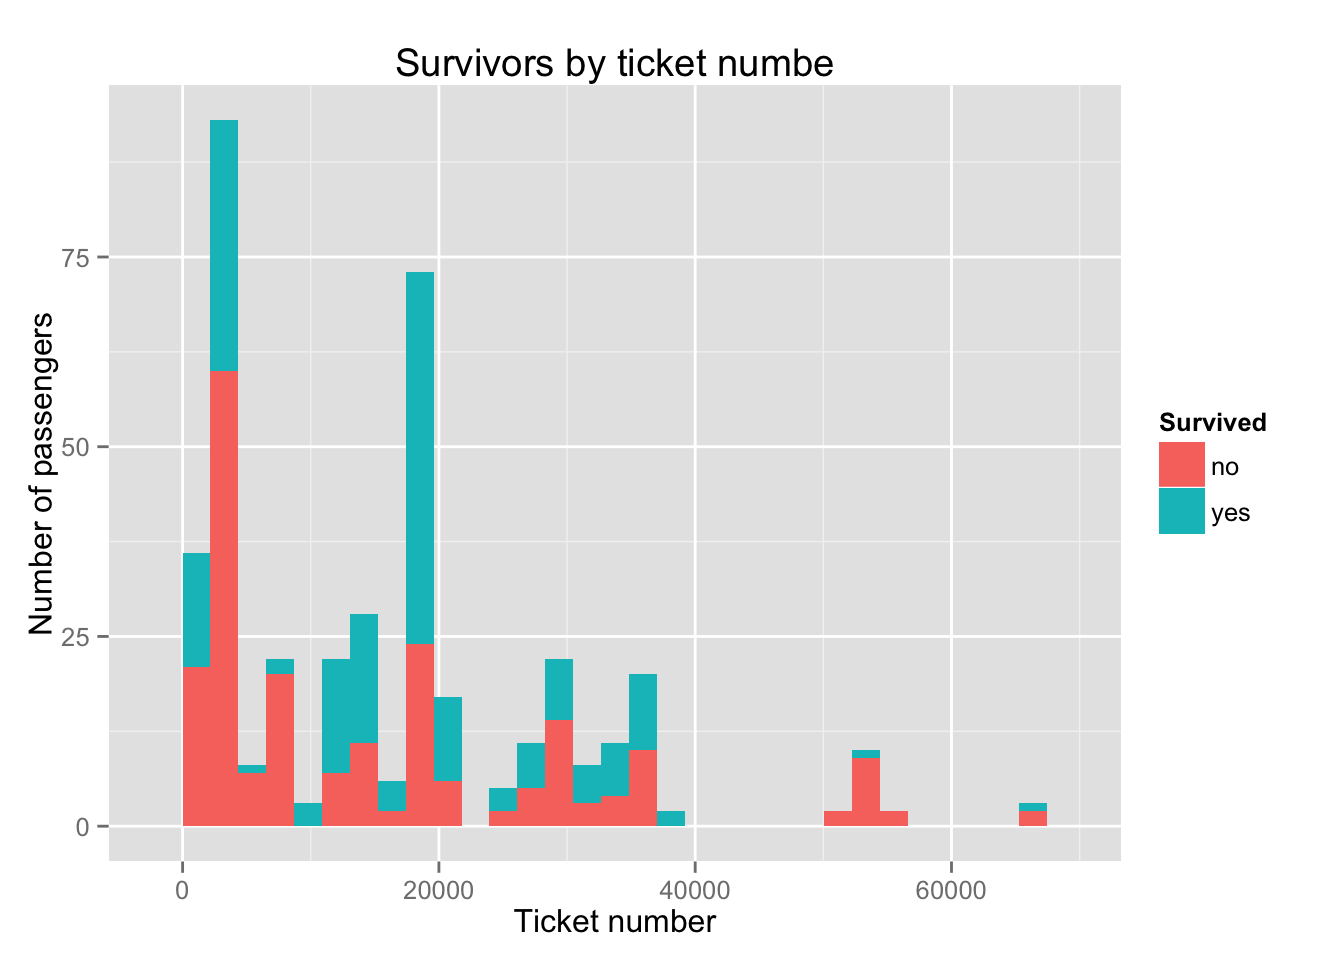 Survivors by ticket numbe
Number of passengers
75
50
25
0
0 20000 40000 60000
Ticket number
Survived
no
yes